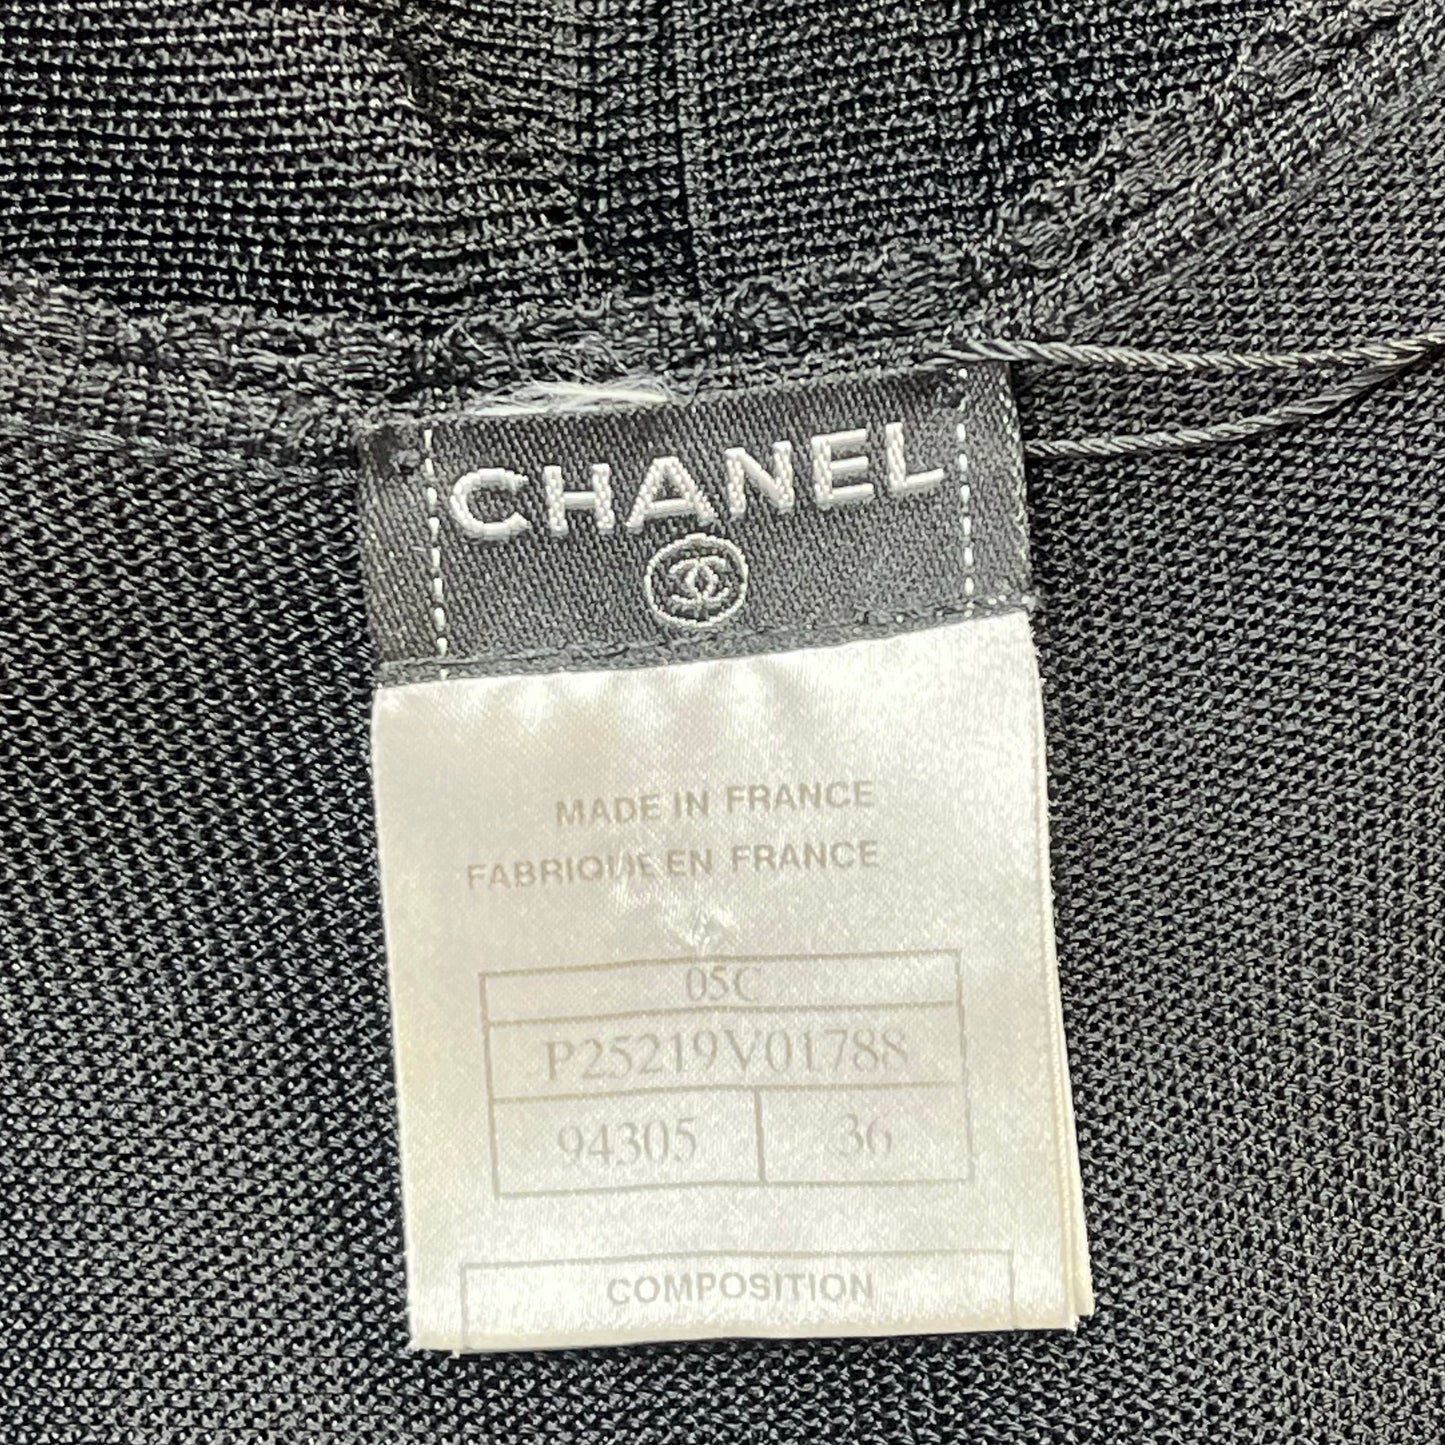 CHANEL
MADE IN FRANCE
FABRIQUE EN FRANCE
05C
P25219V01788
94305 36
COMPOSITION